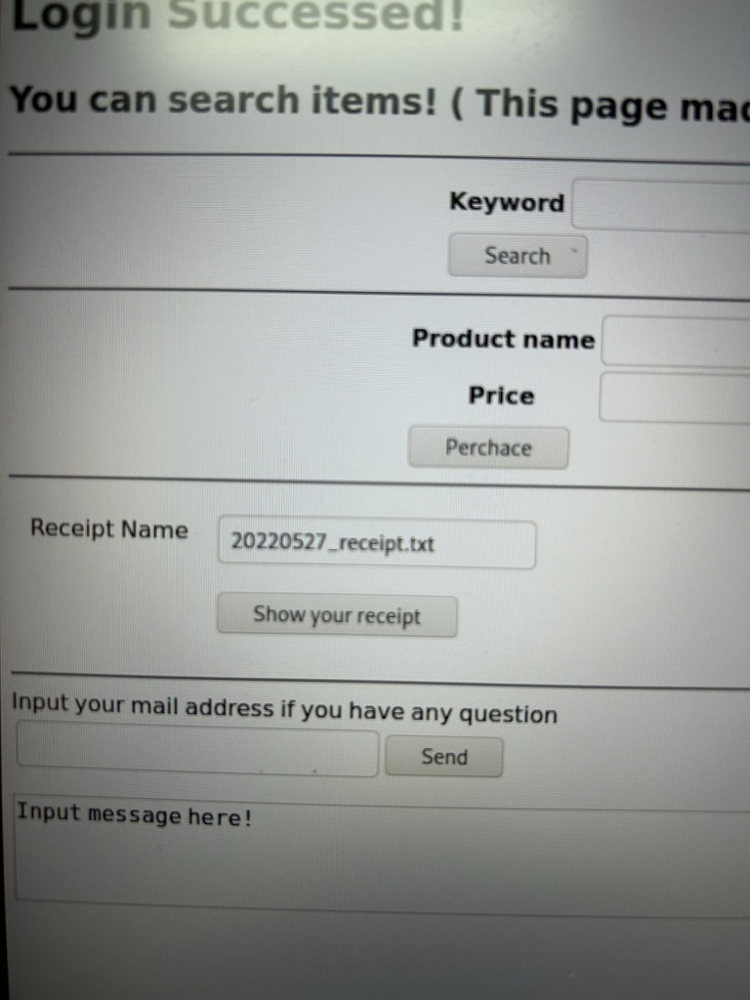 Login Successed!
You can search items! ( This page
Keyword
Search
Product name
Price
Perchace
Receipt Name
20220527_receipt.txt
Show your receipt
Input your mail address if you have any question
Send
Input message here!